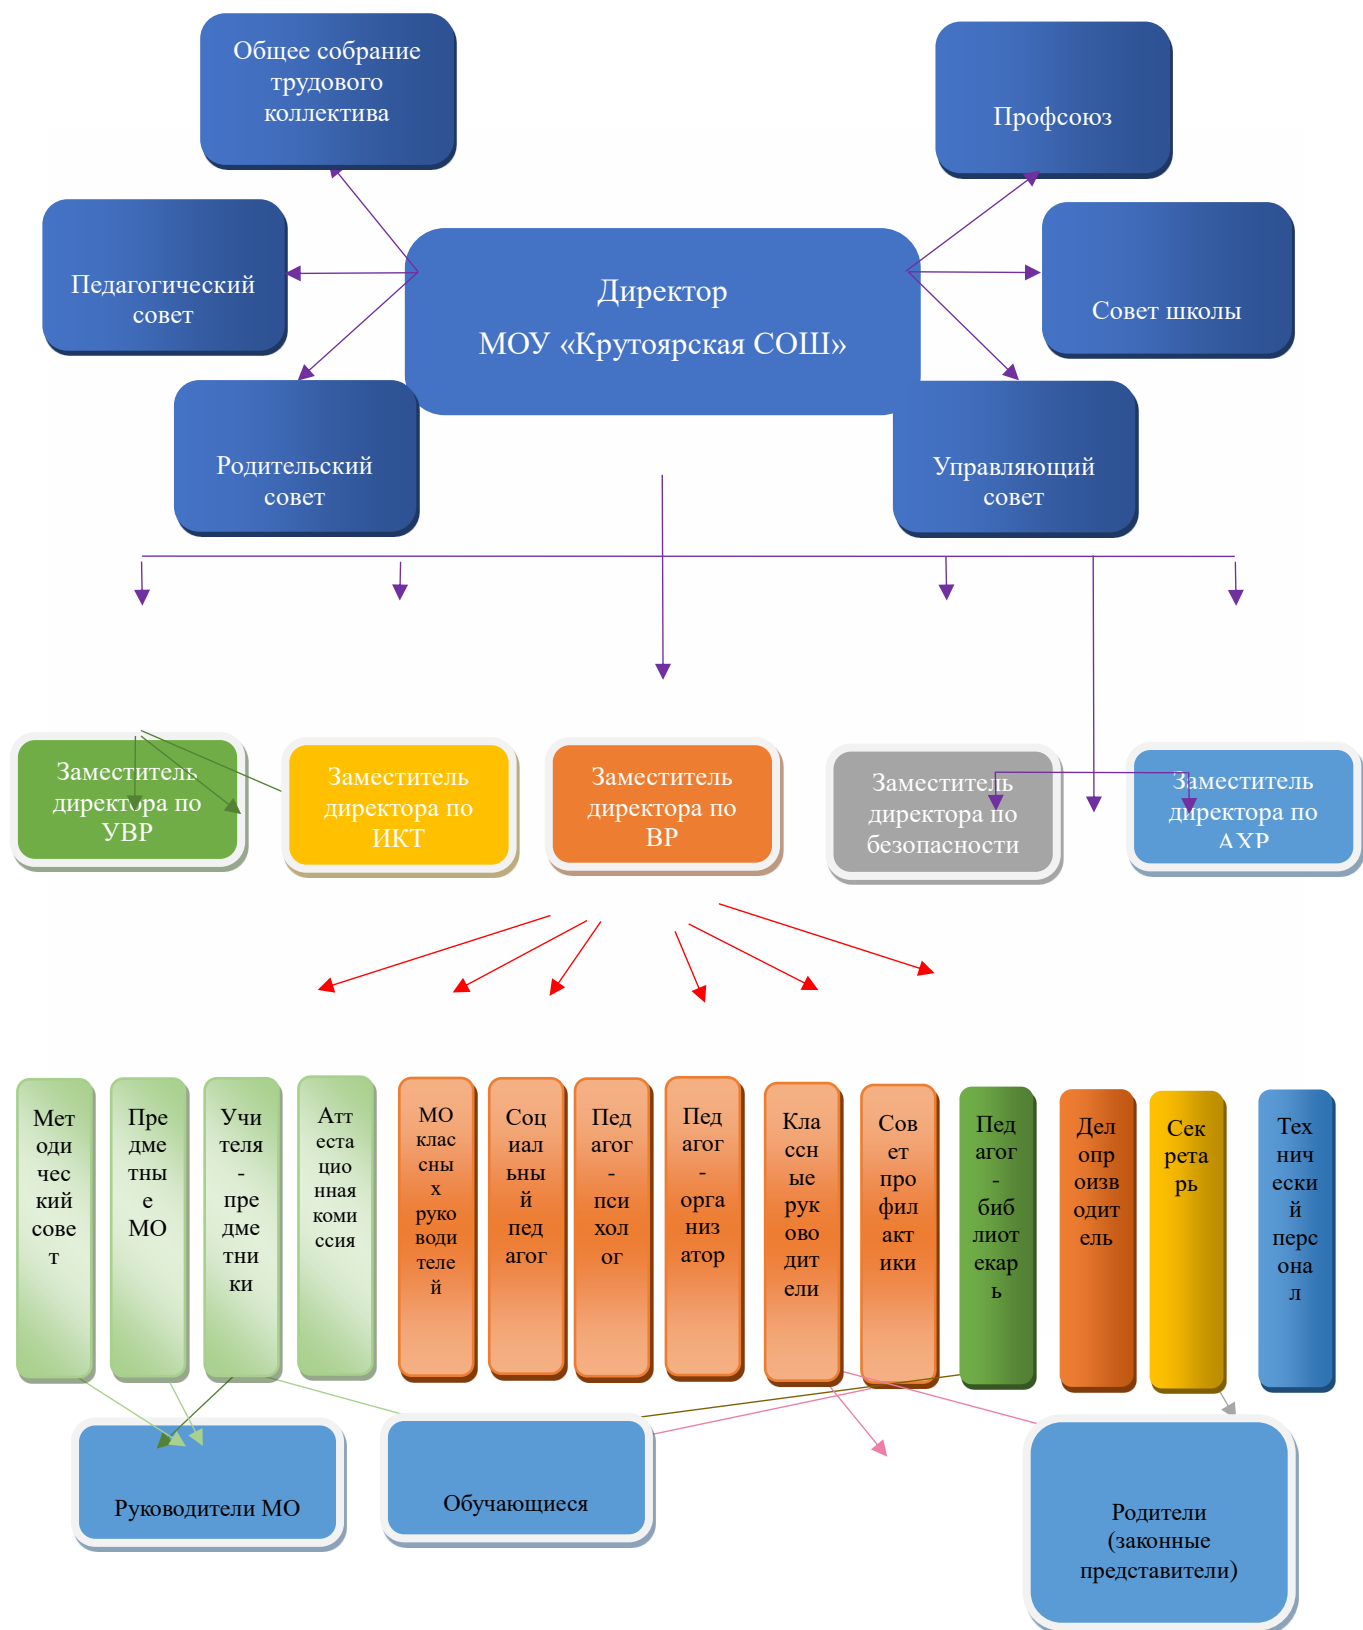 Общее собрание
трудового
коллектива
Профсоюз
Педагогический
совет
Директор
МОУ «Крутоярская СОШ»
Совет школы
Родительский
совет
Управляющий
совет
Заместитель
директора по
УВР
Заместитель
директора по
ИКТ
Заместитель
директора по
ВР
Заместитель
директора по
безопасности
Заместитель
директора по
АХР
Мет
оди
чес
кий
сове
т
Пре
дме
тны
е
МО
Учи
теля
-
пре
дме
тни
ки
Атт
еста
цио
нная
коми
ссия
МО
клас
сны
х
руко
води
теле
й
Соц
иал
ьны
й
пед
агог
Пед
агог
-
пси
хол
ог
Пед
агог
-
орга
низ
атор
Кла
ссн
ые
рук
ово
дит
ели
Сов
ет
про
фил
акт
ики
Пед
агог
-
биб
лиот
екар
ь
Дел
опр
оизв
одит
ель
Сек
рета
рь
Тех
нич
ески
й
перс
она
л
Руководители МО
Обучающиеся
Родители
(законные
представители)